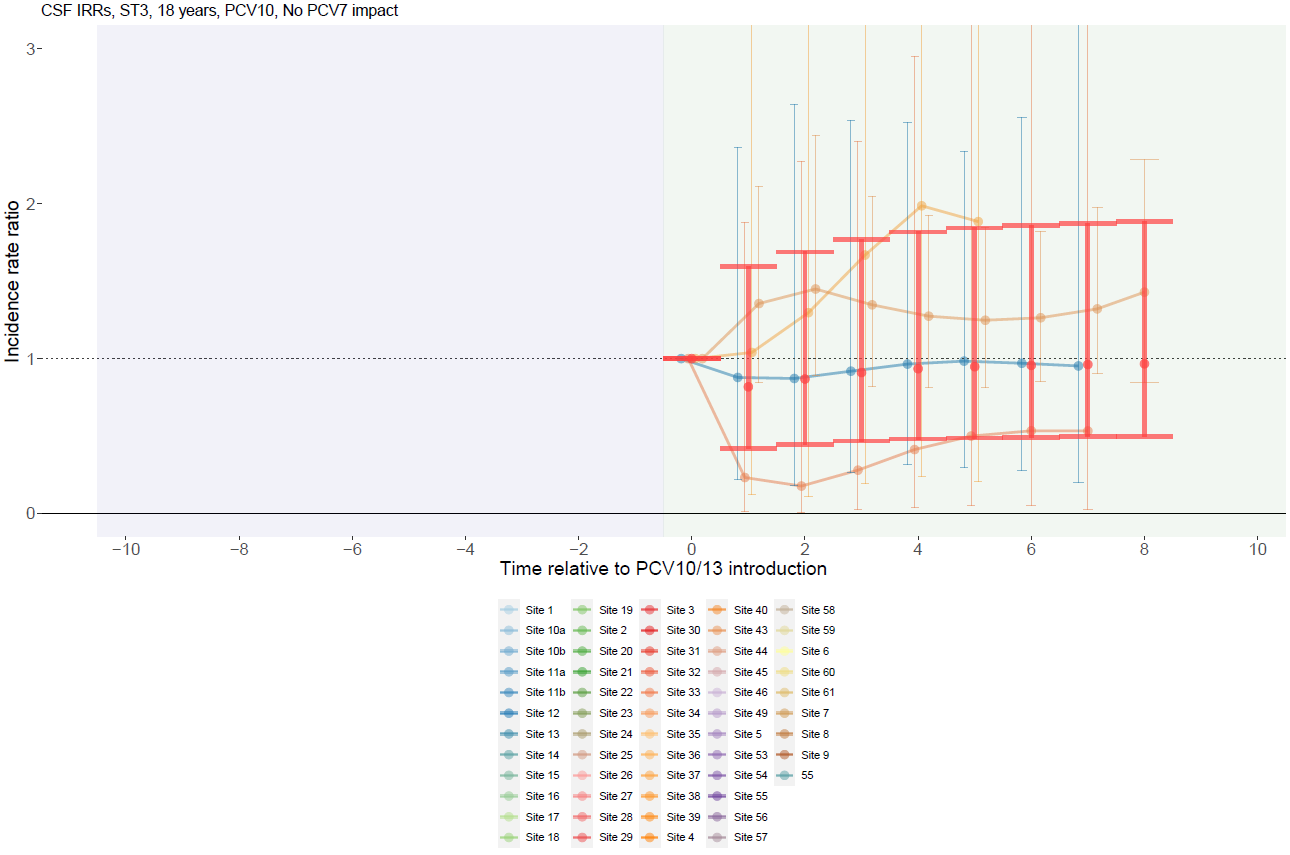 CSF IRRs, ST3, 18 years, PCV10, No PCV7 impact
Incidence rate ratio
3
2
1
0
−10 −8 −6 −4 −2 0 2 4 6 8 10
Time relative to PCV10/13 introduction
Site 1 Site 19 Site 3 Site 40 Site 58
Site 10a Site 2 Site 30 Site 43 Site 59
Site 10b Site 20 Site 31 Site 44 Site 6
Site 11a Site 21 Site 32 Site 45 Site 60
Site 11b Site 22 Site 33 Site 46 Site 61
Site 12 Site 23 Site 34 Site 49 Site 7
Site 13 Site 24 Site 35 Site 5 Site 8
Site 14 Site 25 Site 36 Site 53 Site 9
Site 15 Site 26 Site 37 Site 54 55
Site 16 Site 27 Site 38 Site 55
Site 17 Site 28 Site 39 Site 56
Site 18 Site 29 Site 4 Site 57